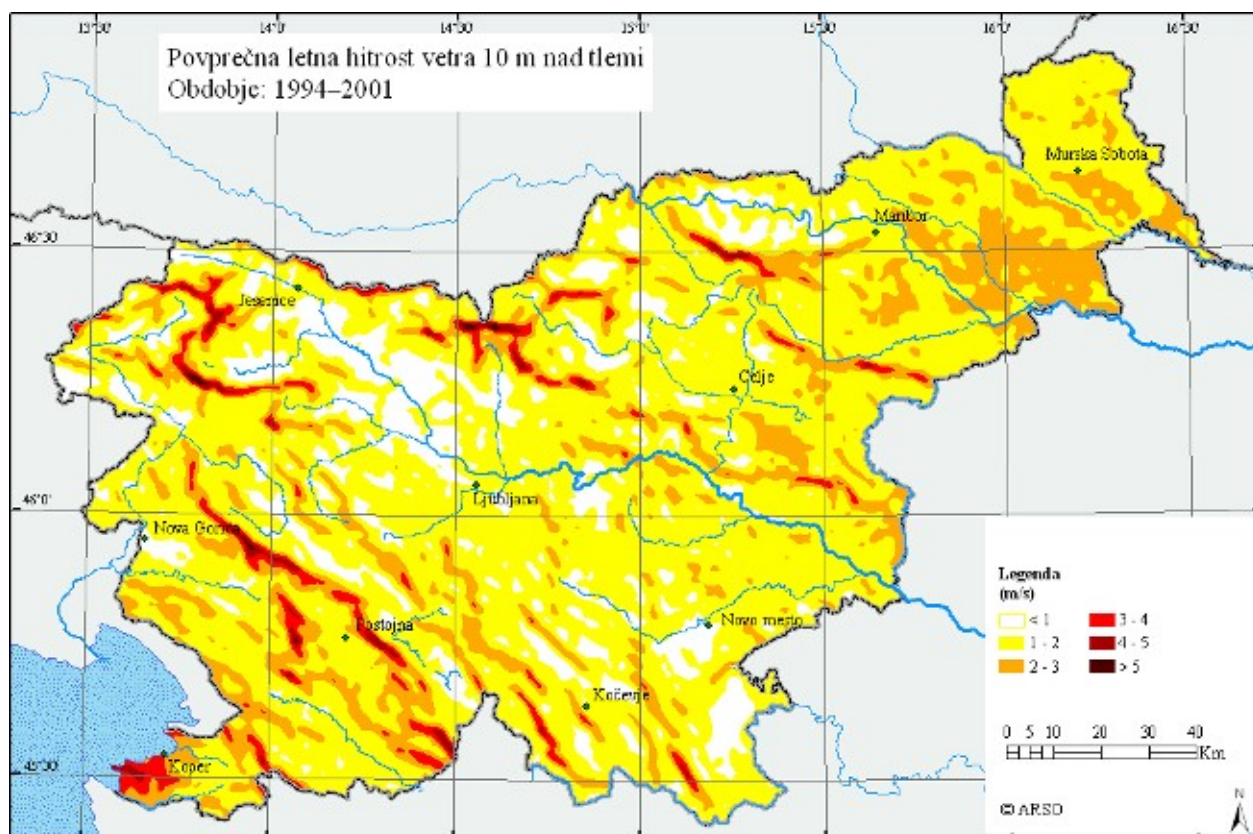 13°30'
14°0'
14°30'
15°0'
15°30'
16°0'
16°30'
Povprečna letna hitrost vetra 10 m nad tlemi
Obdobje: 1994–2001
Murska Sobota
Maribor
46°30'
Jesenice
Celje
46°0'
Ljubljana
Nova Gorica
Postojna
Novo mesto
Kočevje
Koper
45°30'
Legenda
(m/s)
< 1 3 - 4
1 - 2 4 - 5
2 - 3 > 5
0 5 10 20 30 40
Km
N
© ARSO